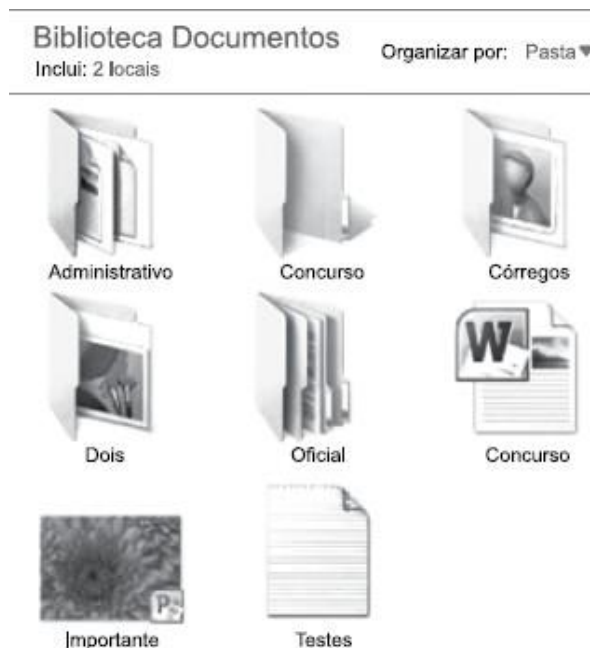 Biblioteca Documentos
Inclui: 2 locais
Organizar por: Pasta
Administrativo
Concurso
Córregos
Dois
Oficial
W
Concurso
P
Importante
Testes